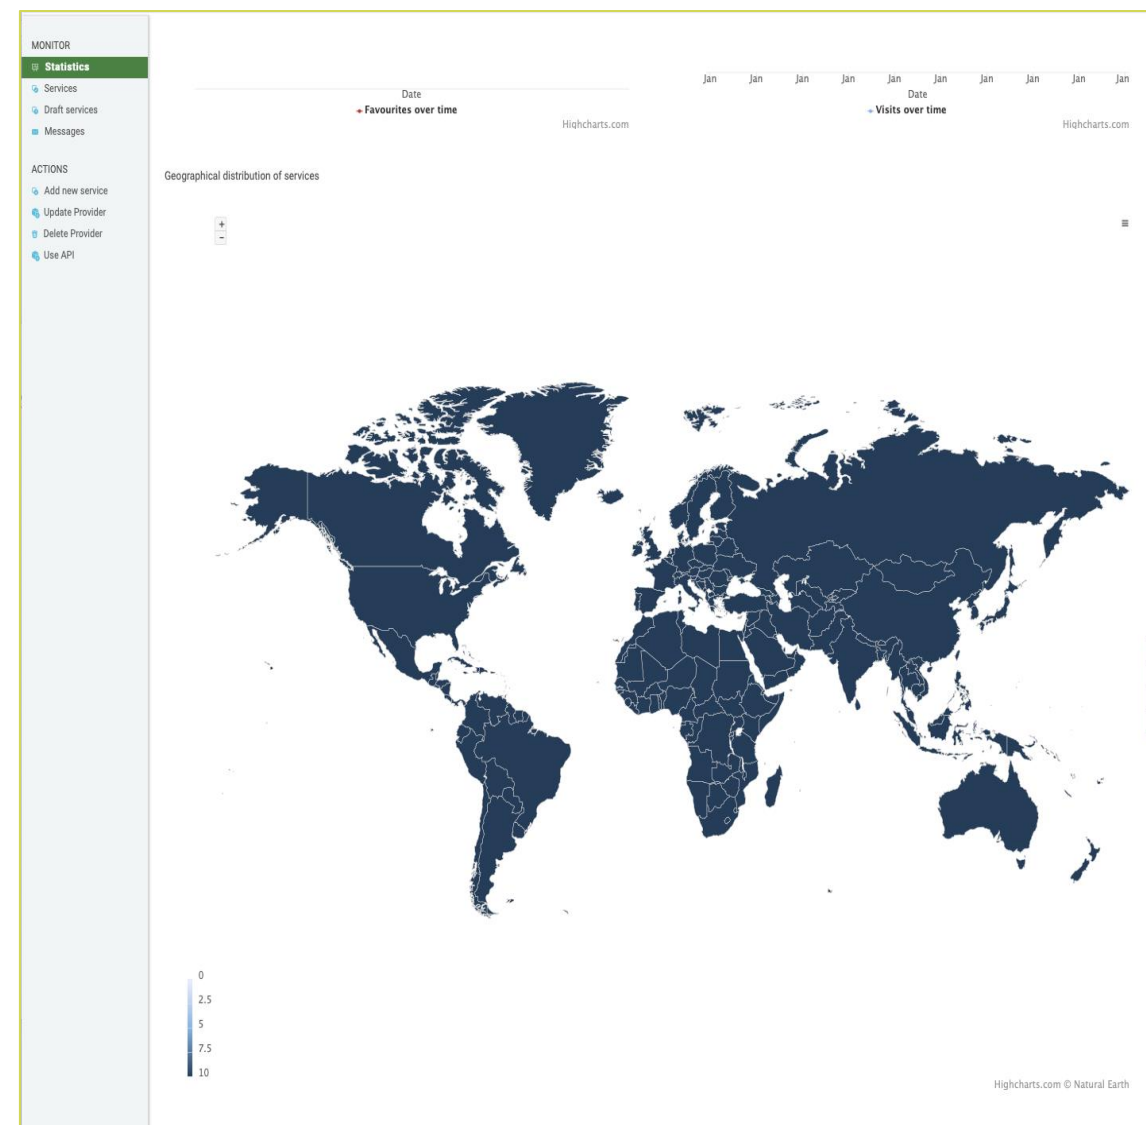 MONITOR
Statistics
Services
Draft services
Messages
ACTIONS
Add new service
Update Provider
Delete Provider
Use API
Date
Favourites over time
Highcharts.com
Jan Jan Jan Jan Jan Jan Jan Jan Jan Jan
Date
Visits over time
Highcharts.com
Geographical distribution of services
+
−
0
2.5
5
7.5
10
Highcharts.com © Natural Earth